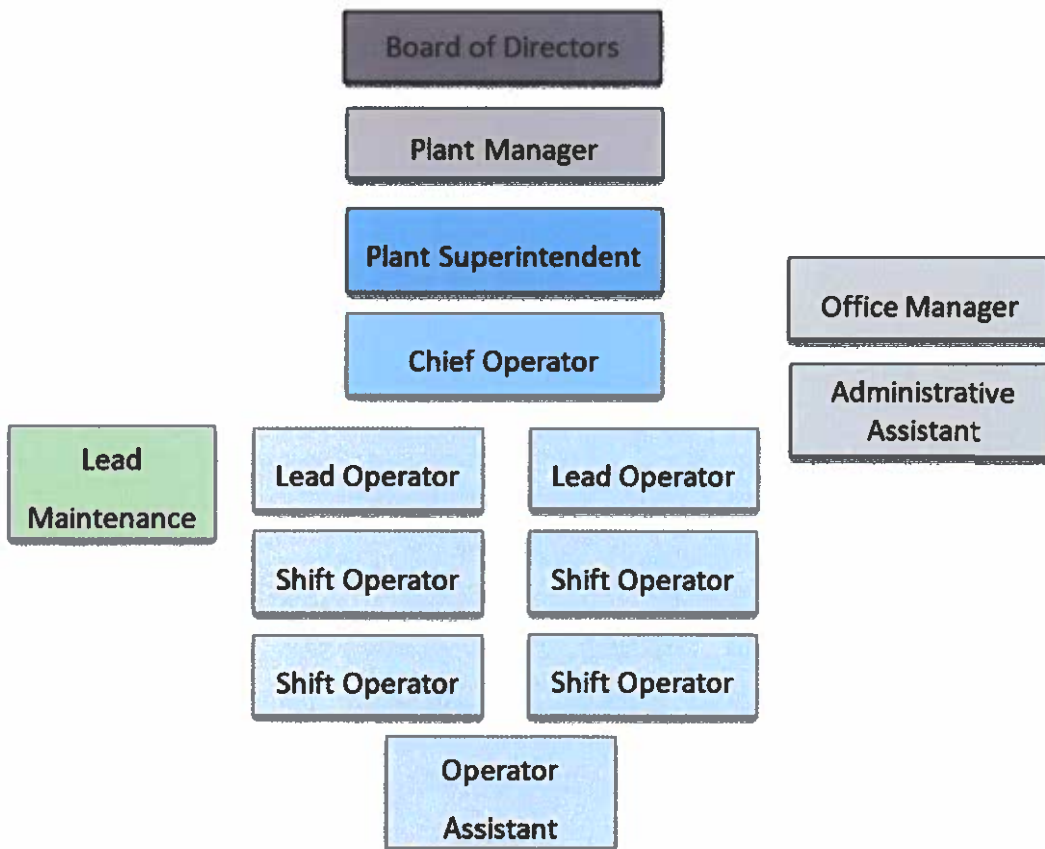 Board of Directors
Plant Manager
Plant Superintendent
Office Manager
Chief Operator
Administrative
Assistant
Lead
Maintenance
Lead Operator
Lead Operator
Shift Operator
Shift Operator
Shift Operator
Shift Operator
Operator
Assistant